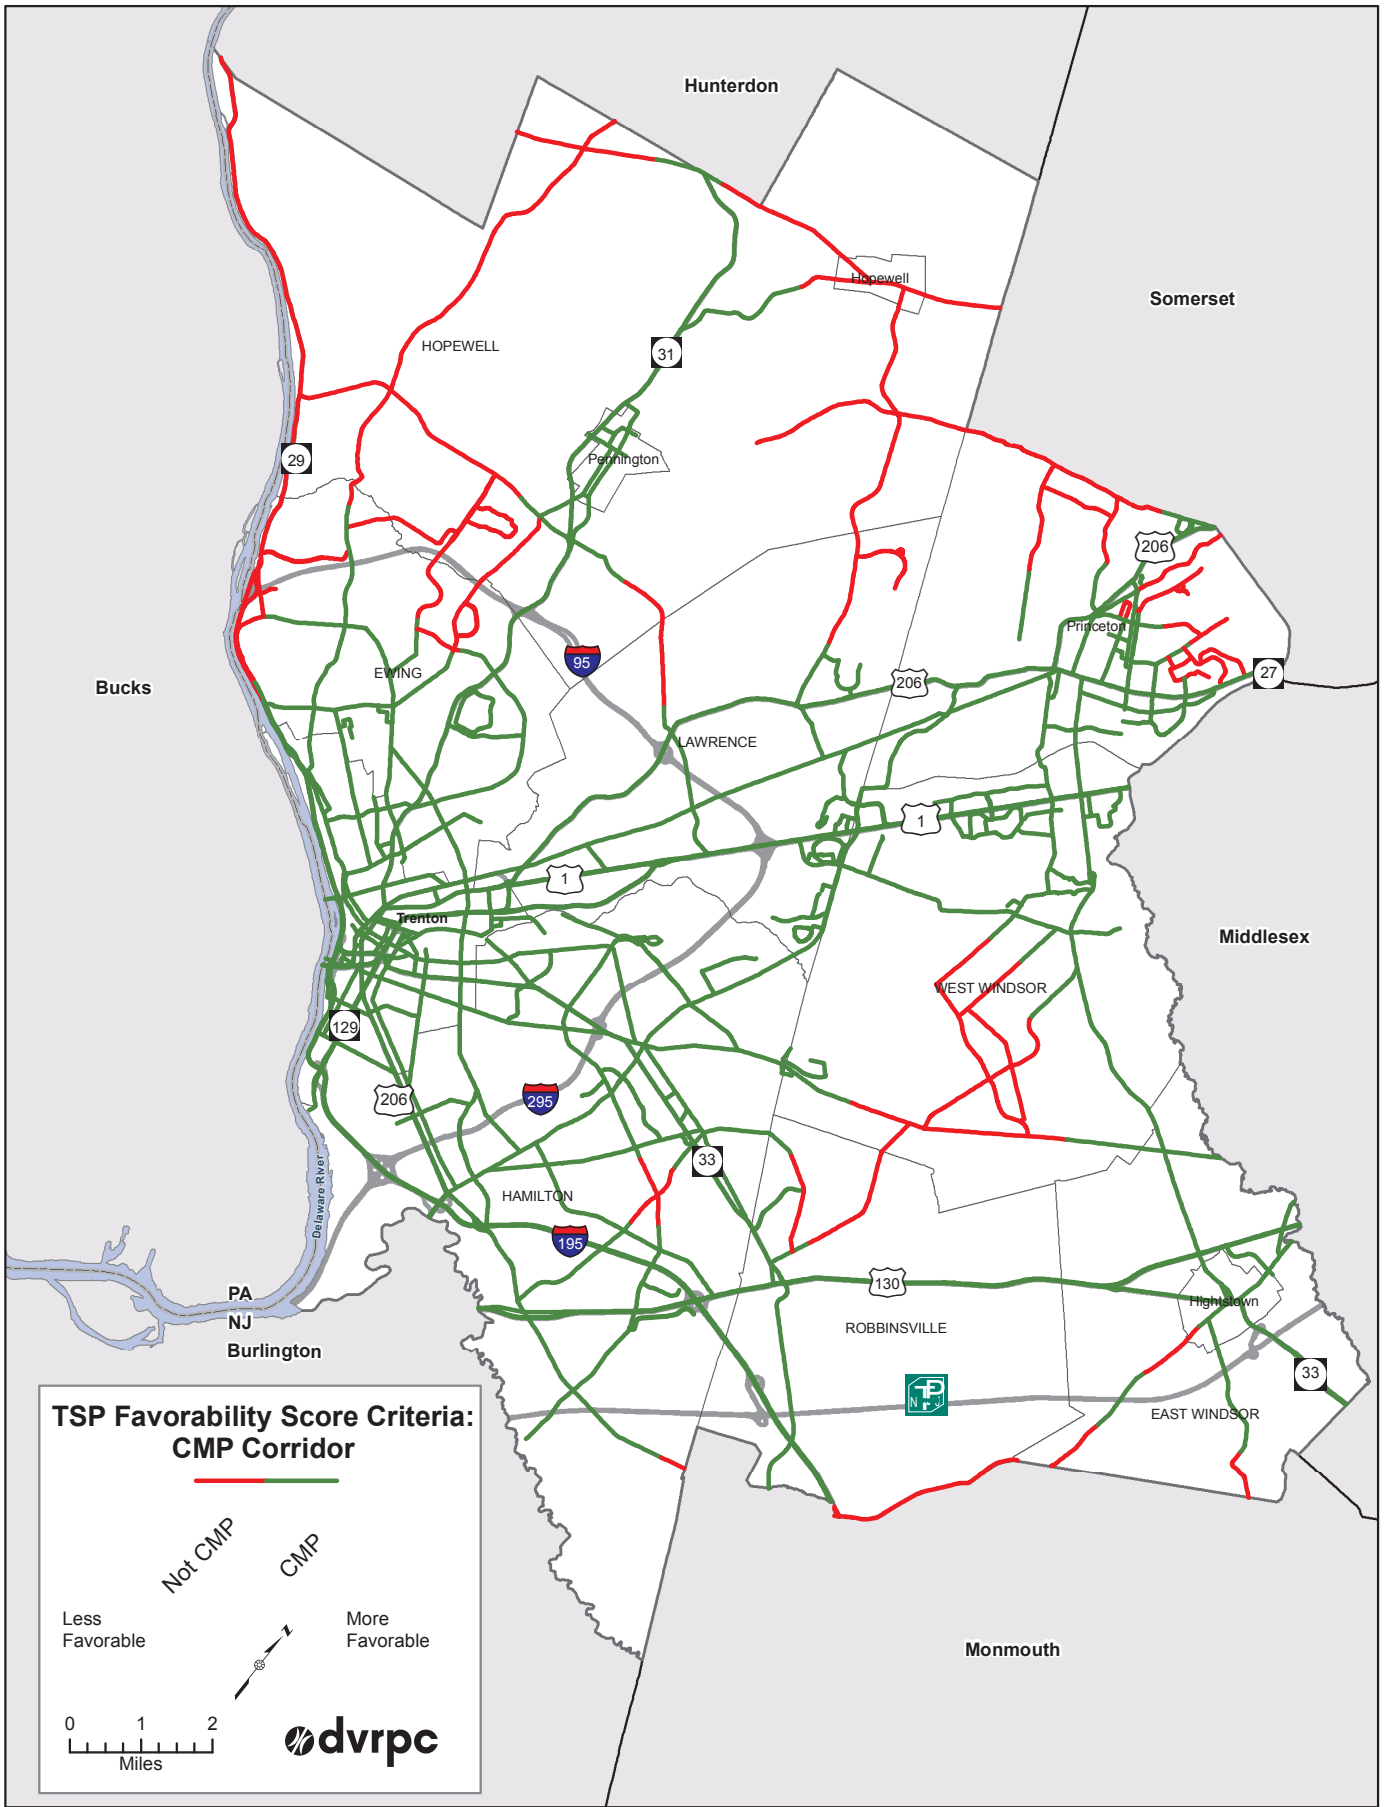 Hunterdon
Somerset
Hopewell
HOPEWELL
31
29
Pennington
206
Princeton
95
EWING
27
206
Bucks
LAWRENCE
1
1
Trenton
Middlesex
WEST WINDSOR
129
206
295
33
Delaware River
HAMILTON
195
130
PA
NJ
Hightstown
Burlington
ROBBINSVILLE
33
N TP J
EAST WINDSOR
TSP Favorability Score Criteria:
CMP Corridor
Not CMP
CMP
Less
Favorable
More
Favorable
N
Monmouth
0 1 2
Miles
dvrpc